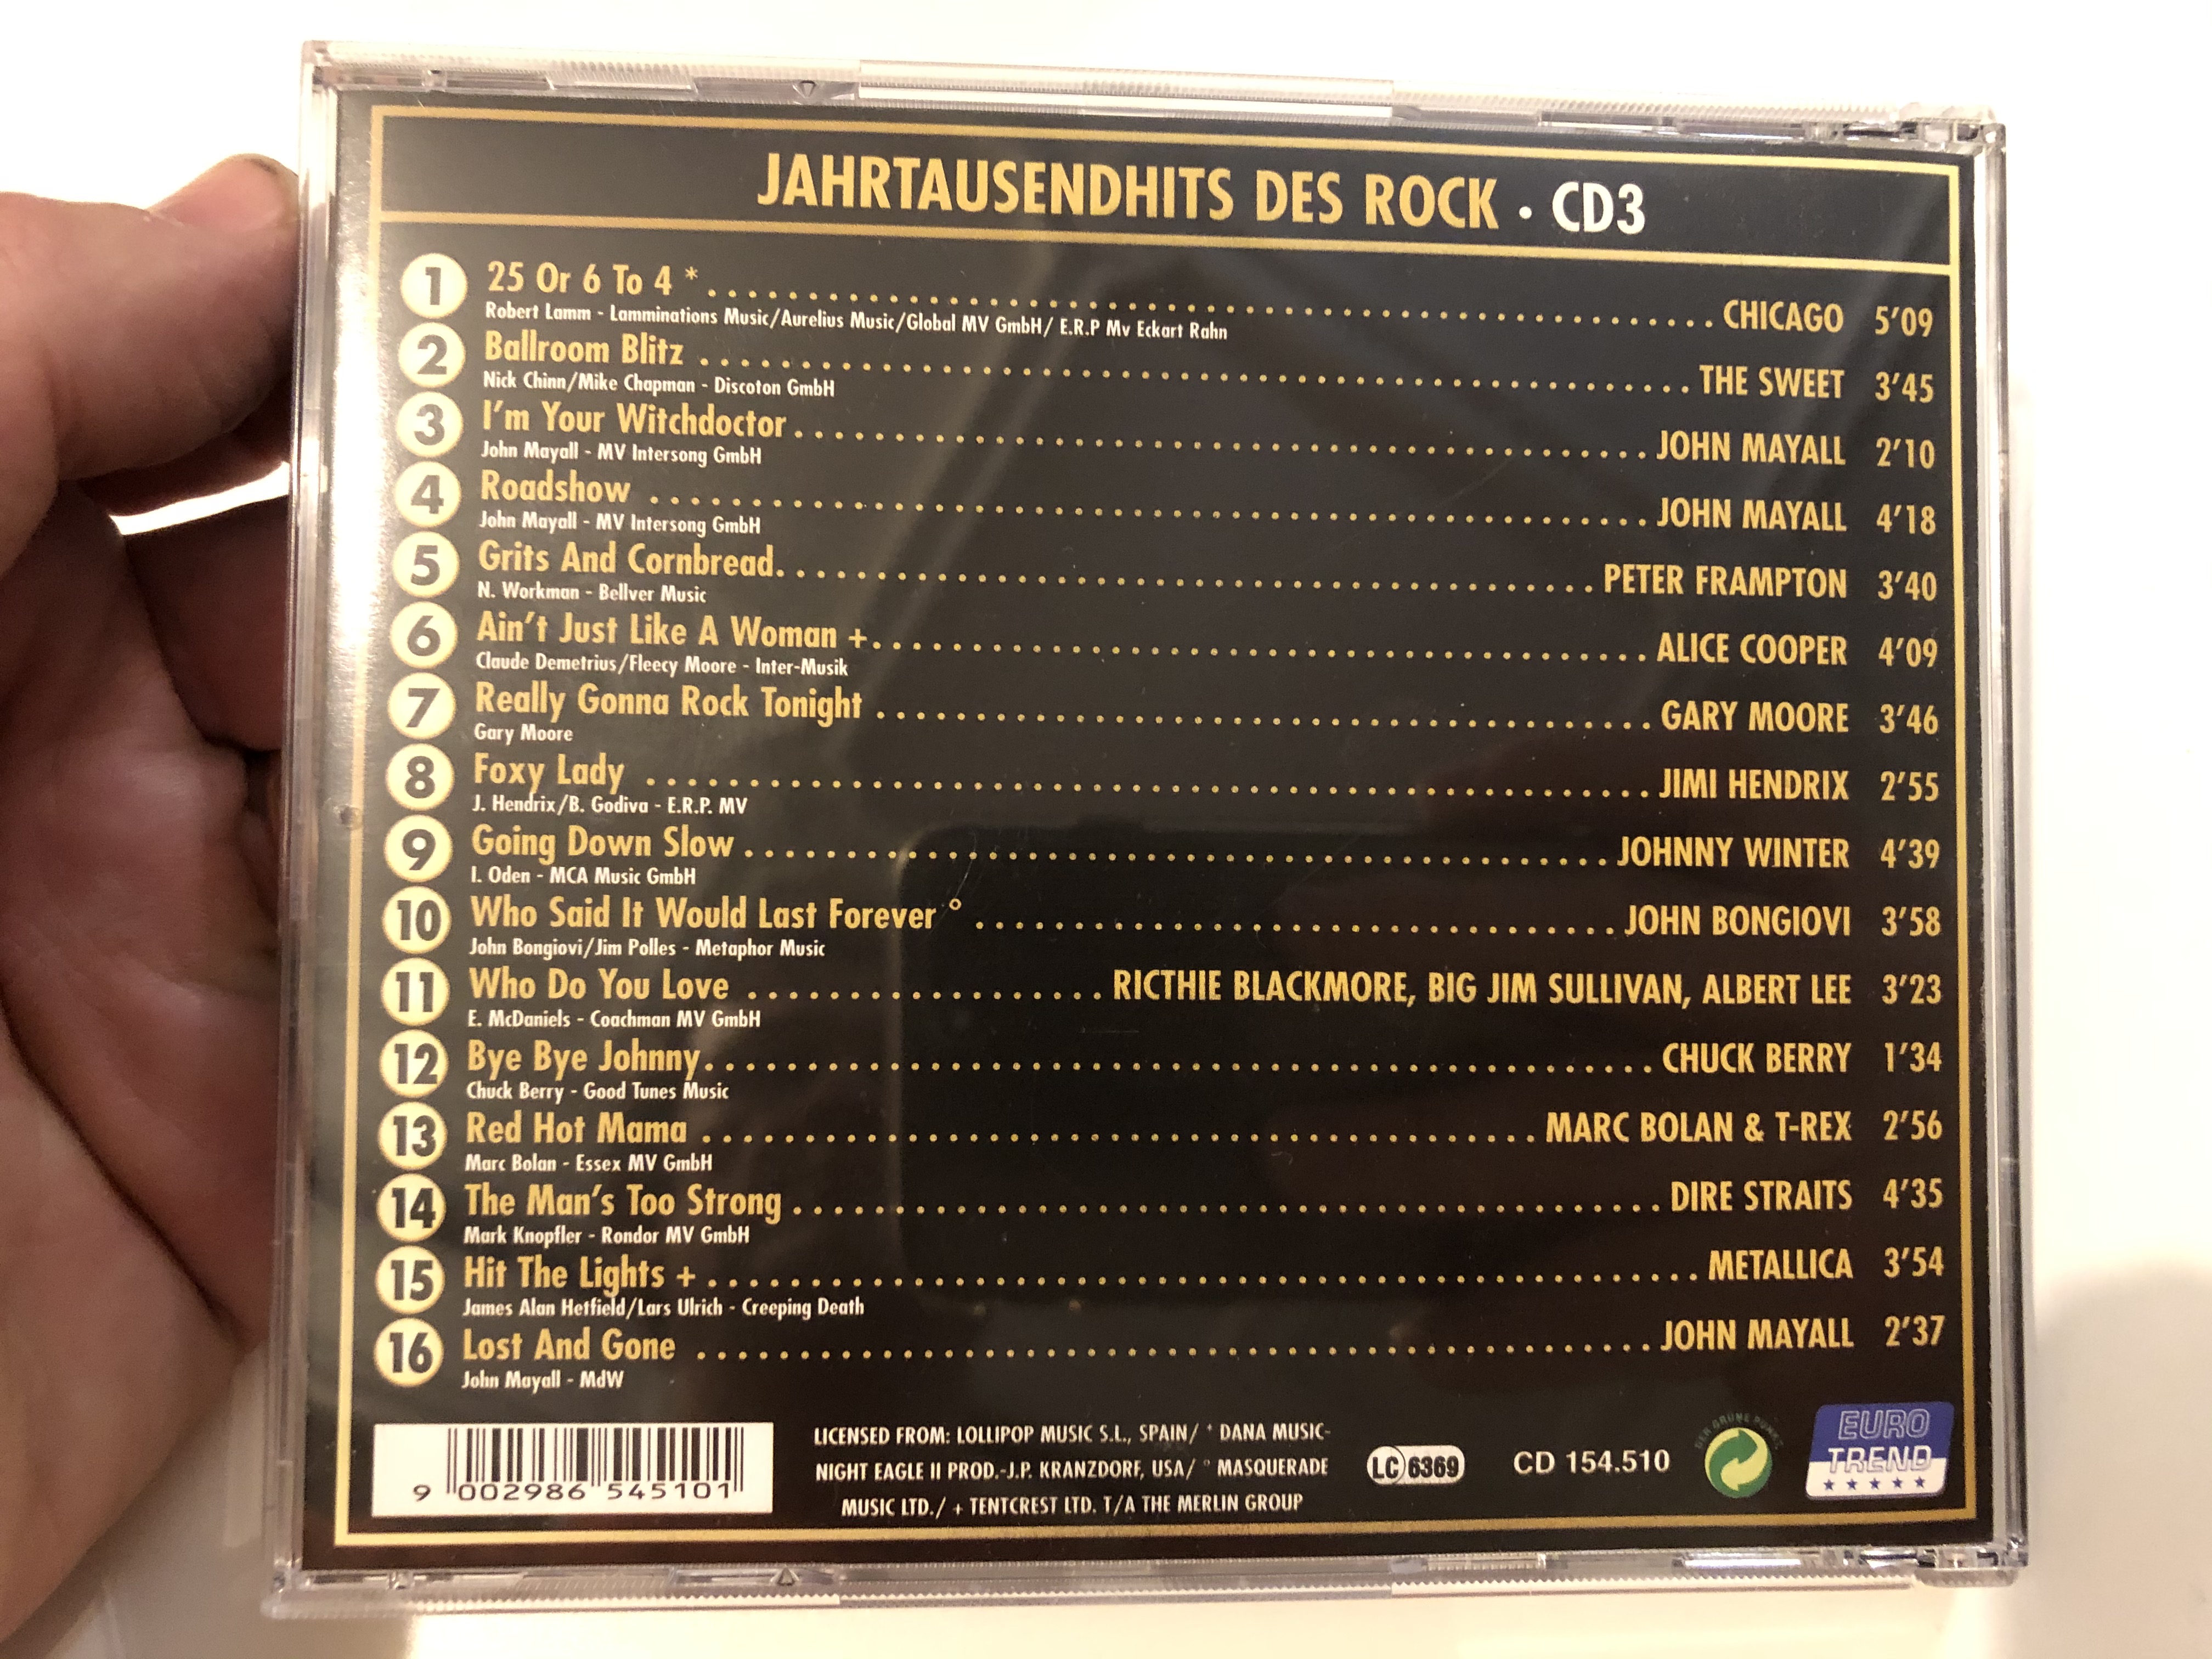 JAHRTAUSENDHITS DES ROCK • CD3
1 25 Or 6 To 4 * CHICAGO 5'09
Robert Lamm - Lamminations Music/Aurelius Music/Global MV GmbH/ E.R.P Mv Eckart Rahn
2 Ballroom Blitz THE SWEET 3'45
Nick Chinn/Mike Chapman - Discoton GmbH
3 I'm Your Witchdoctor JOHN MAYALL 2'10
John Mayall - MV Intersong GmbH
4 Roadshow JOHN MAYALL 4'18
John Mayall - MV Intersong GmbH
5 Grits And Cornbread PETER FRAMPTON 3'40
N. Workman - Bellver Music
6 Ain't Just Like A Woman + ALICE COOPER 4'09
Claude Demetrius/Fleecy Moore - Inter-Musik
7 Really Gonna Rock Tonight GARY MOORE 3'46
Gary Moore
8 Foxy Lady JIMI HENDRIX 2'55
J. Hendrix/B. Godiva - E.R.P. MV
9 Going Down Slow JOHNNY WINTER 4'39
I. Oden - MCA Music GmbH
10 Who Said It Would Last Forever ° JOHN BONGIOVI 3'58
John Bongiovi/Jim Polles - Metaphor Music
11 Who Do You Love RICTHIE BLACKMORE, BIG JIM SULLIVAN, ALBERT LEE 3'23
E. McDaniels - Coachman MV GmbH
12 Bye Bye Johnny CHUCK BERRY 1'34
Chuck Berry - Good Tunes Music
13 Red Hot Mama MARC BOLAN & T-REX 2'56
Marc Bolan - Essex MV GmbH
14 The Man's Too Strong DIRE STRAITS 4'35
Mark Knopfler - Rondor MV GmbH
15 Hit The Lights + METALLICA 3'54
James Alan Hetfield/Lars Ulrich - Creeping Death
16 Lost And Gone JOHN MAYALL 2'37
John Mayall - MdW
9 002986 545101
LICENSED FROM: LOLLIPOP MUSIC S.L., SPAIN/ * DANA MUSIC-
NIGHT EAGLE II PROD.-J.P. KRANZDORF, USA/ ° MASQUERADE
MUSIC LTD./ + TENTCREST LTD. T/A THE MERLIN GROUP
LC 6369
CD 154.510
DER GRÜNE PUNKT
EURO
TREND